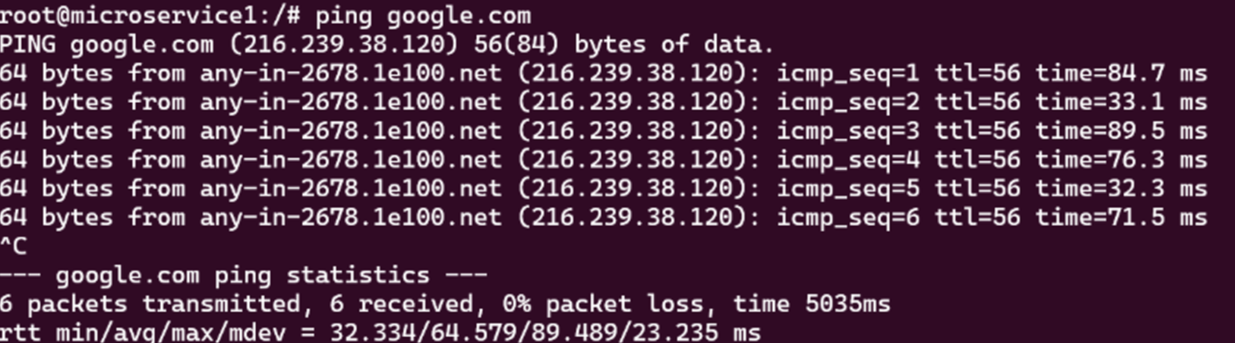 root@microservice1:/# ping google.com
PING google.com (216.239.38.120) 56(84) bytes of data.
64 bytes from any-in-2678.1e100.net (216.239.38.120): icmp_seq=1 ttl=56 time=84.7 ms
64 bytes from any-in-2678.1e100.net (216.239.38.120): icmp_seq=2 ttl=56 time=33.1 ms
64 bytes from any-in-2678.1e100.net (216.239.38.120): icmp_seq=3 ttl=56 time=89.5 ms
64 bytes from any-in-2678.1e100.net (216.239.38.120): icmp_seq=4 ttl=56 time=76.3 ms
64 bytes from any-in-2678.1e100.net (216.239.38.120): icmp_seq=5 ttl=56 time=32.3 ms
64 bytes from any-in-2678.1e100.net (216.239.38.120): icmp_seq=6 ttl=56 time=71.5 ms
^C
--- google.com ping statistics ---
6 packets transmitted, 6 received, 0% packet loss, time 5035ms
rtt min/avg/max/mdev = 32.334/64.579/89.489/23.235 ms